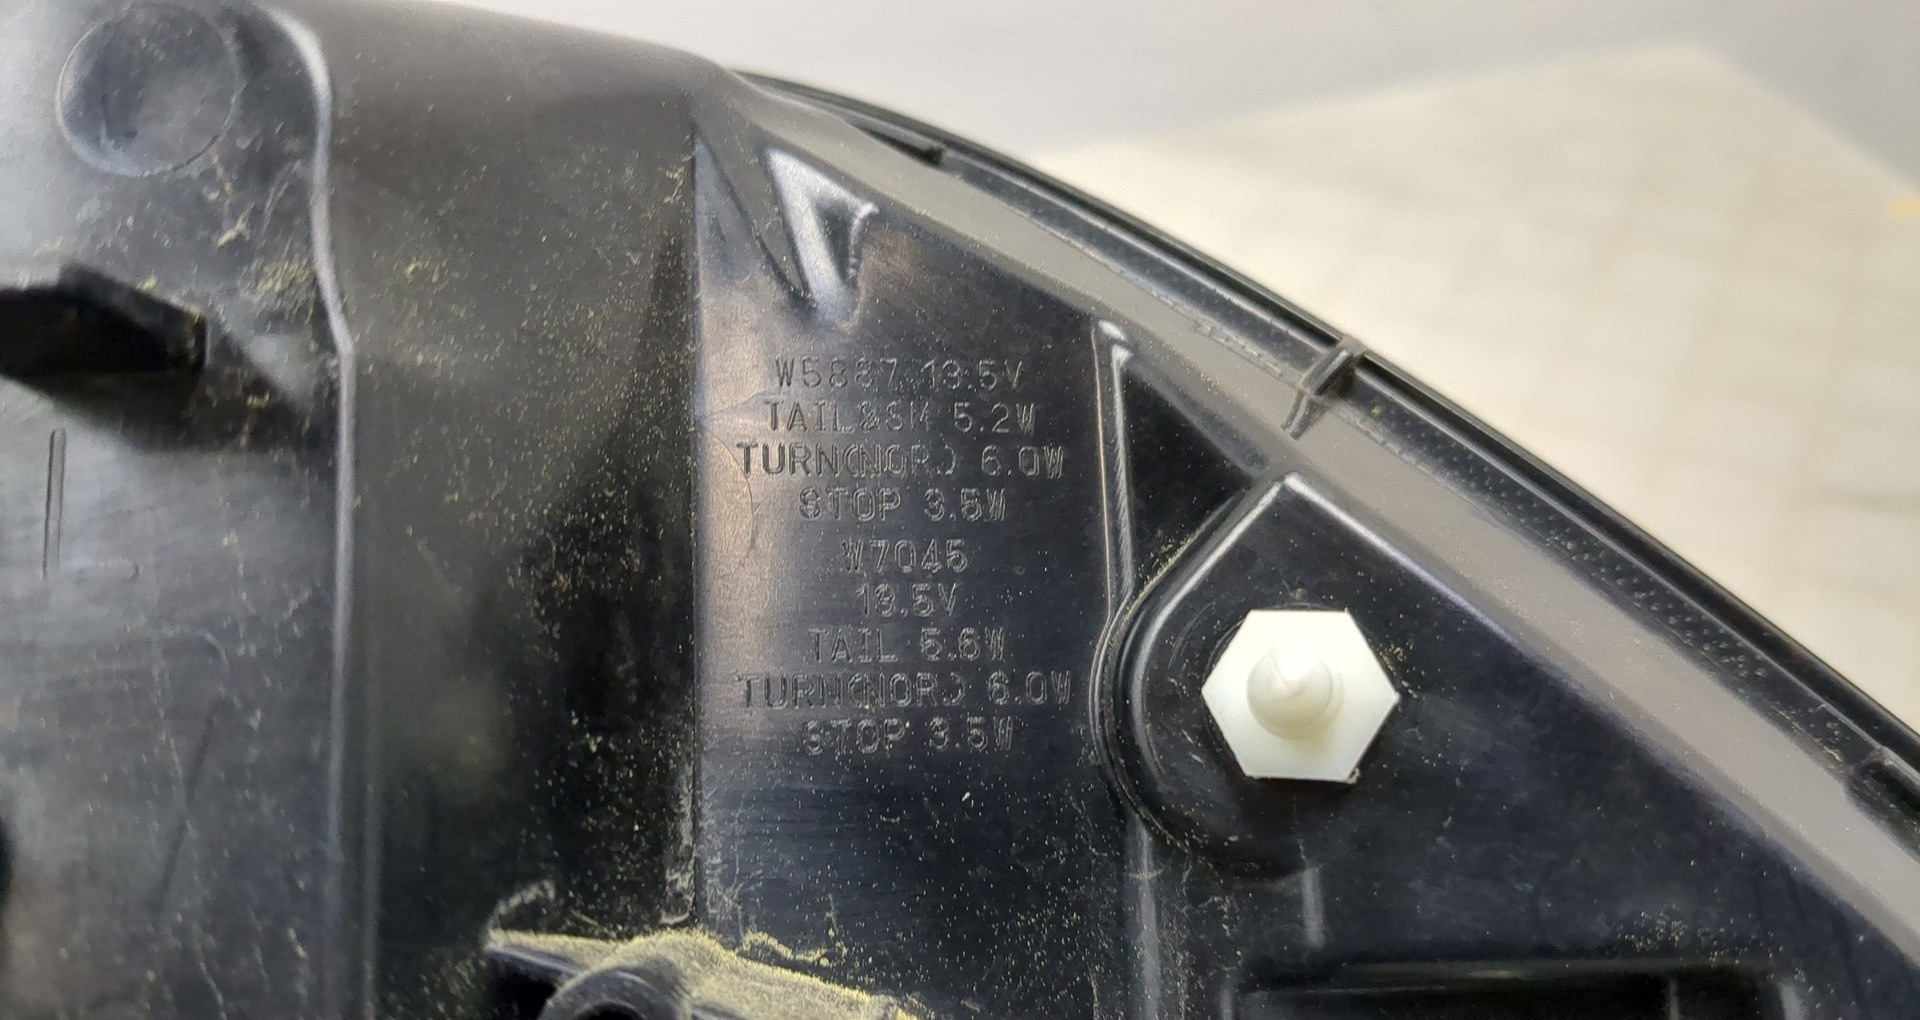 W5887 13.5V
TAIL&SM 5.2W
TURN(NOR.) 6.0W
STOP 3.5W
W7045
13.5V
TAIL 5.6W
TURN(NOR.) 6.0W
STOP 3.5W